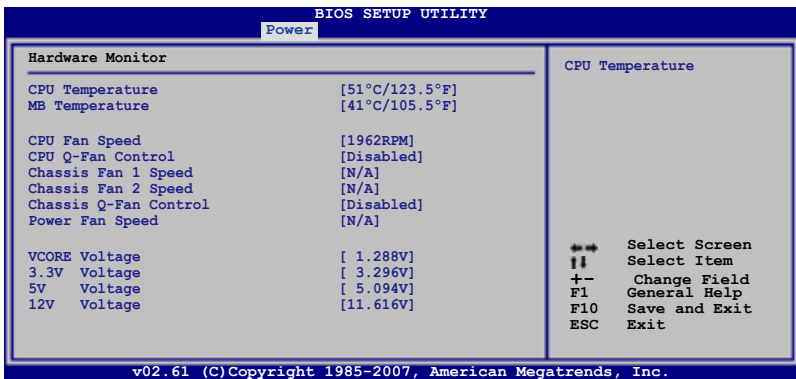 BIOS SETUP UTILITY
Power
Hardware Monitor
CPU Temperature [51°C/123.5°F]
MB Temperature [41°C/105.5°F]
CPU Fan Speed [1962RPM]
CPU Q-Fan Control [Disabled]
Chassis Fan 1 Speed [N/A]
Chassis Fan 2 Speed [N/A]
Chassis Q-Fan Control [Disabled]
Power Fan Speed [N/A]
VCORE Voltage [ 1.288V]
3.3V Voltage [ 3.296V]
5V Voltage [ 5.094V]
12V Voltage [11.616V]
CPU Temperature
←→ Select Screen
↑↓ Select Item
+- Change Field
F1 General Help
F10 Save and Exit
ESC Exit
v02.61 (C)Copyright 1985-2007, American Megatrends, Inc.